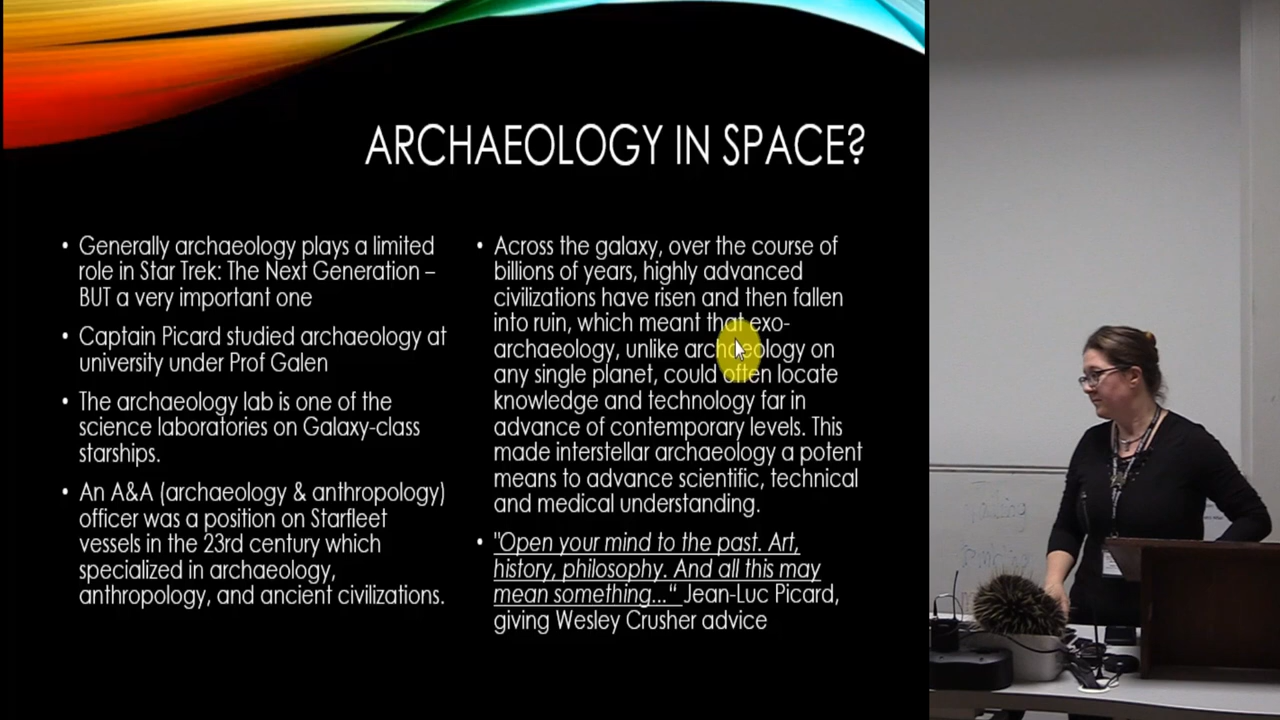 ARCHAEOLOGY IN SPACE?
• Generally archaeology plays a limited
role in Star Trek: The Next Generation –
BUT a very important one
• Captain Picard studied archaeology at
university under Prof Galen
• The archaeology lab is one of the
science laboratories on Galaxy-class
starships.
• An A&A (archaeology & anthropology)
officer was a position on Starfleet
vessels in the 23rd century which
specialized in archaeology,
anthropology, and ancient civilizations.
• Across the galaxy, over the course of
billions of years, highly advanced
civilizations have risen and then fallen
into ruin, which meant that exo-
archaeology, unlike archaeology on
any single planet, could often locate
knowledge and technology far in
advance of contemporary levels. This
made interstellar archaeology a potent
means to advance scientific, technical
and medical understanding.
• "Open your mind to the past. Art,
history, philosophy. And all this may
mean something..." Jean-Luc Picard,
giving Wesley Crusher advice